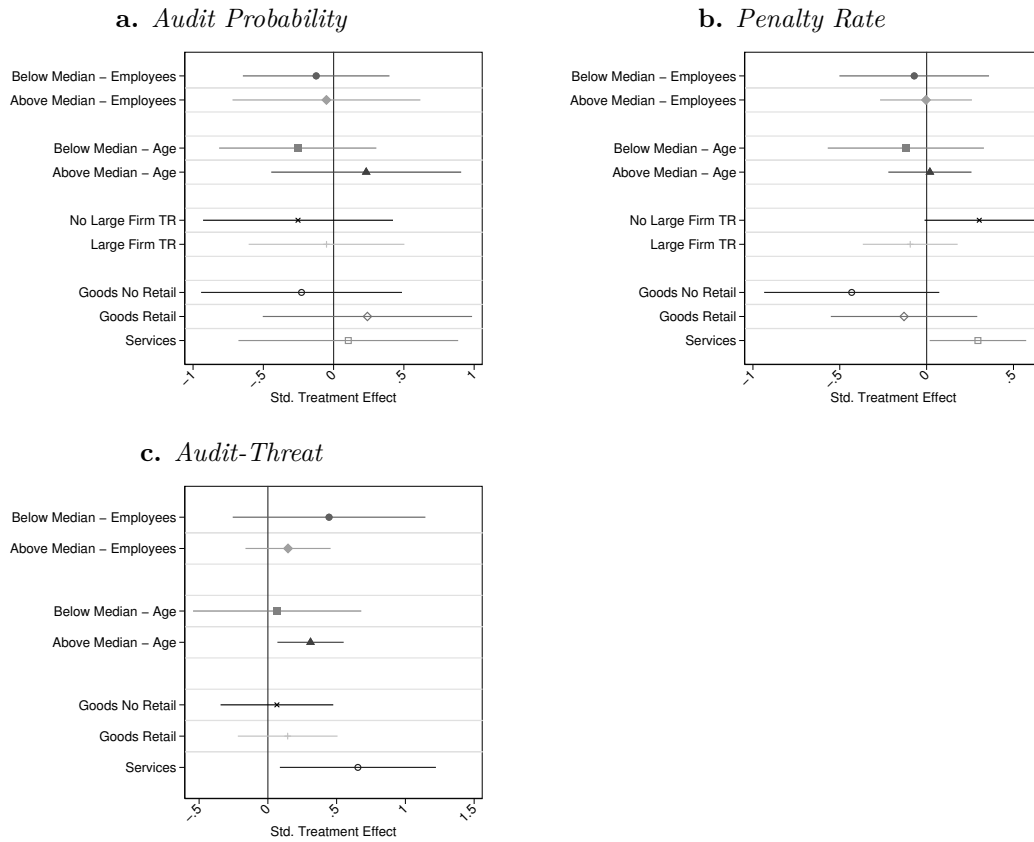 a. Audit Probability
Below Median – Employees
Above Median – Employees
Below Median – Age
Above Median – Age
No Large Firm TR
Large Firm TR
Goods No Retail
Goods Retail
Services
-1 -.5 0 .5 1
Std. Treatment Effect
b. Penalty Rate
Below Median – Employees
Above Median – Employees
Below Median – Age
Above Median – Age
No Large Firm TR
Large Firm TR
Goods No Retail
Goods Retail
Services
-1 -.5 0 .5
Std. Treatment Effect
c. Audit-Threat
Below Median – Employees
Above Median – Employees
Below Median – Age
Above Median – Age
Goods No Retail
Goods Retail
Services
-.5 0 .5 1 1.5
Std. Treatment Effect